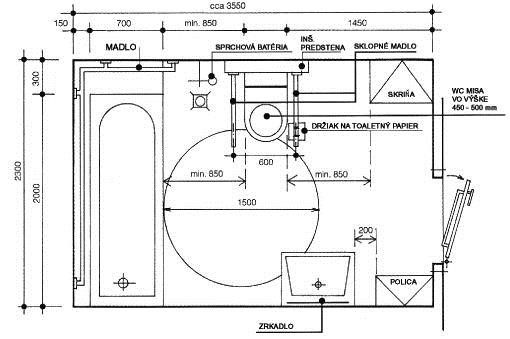 cca 3550
150
700
min. 850
1450
MADLO
SPRCHOVÁ BATÉRIA
INŠ.
PREDSTENA
SKLOPNÉ MADLO
300
2300
2000
SKRIŇA
WC MISA
VO VÝŠKE
450 - 500 mm
DRŽIAK NA TOALETNÝ PAPIER
600
min. 850
min. 850
1500
200
POLICA
ZRKADLO